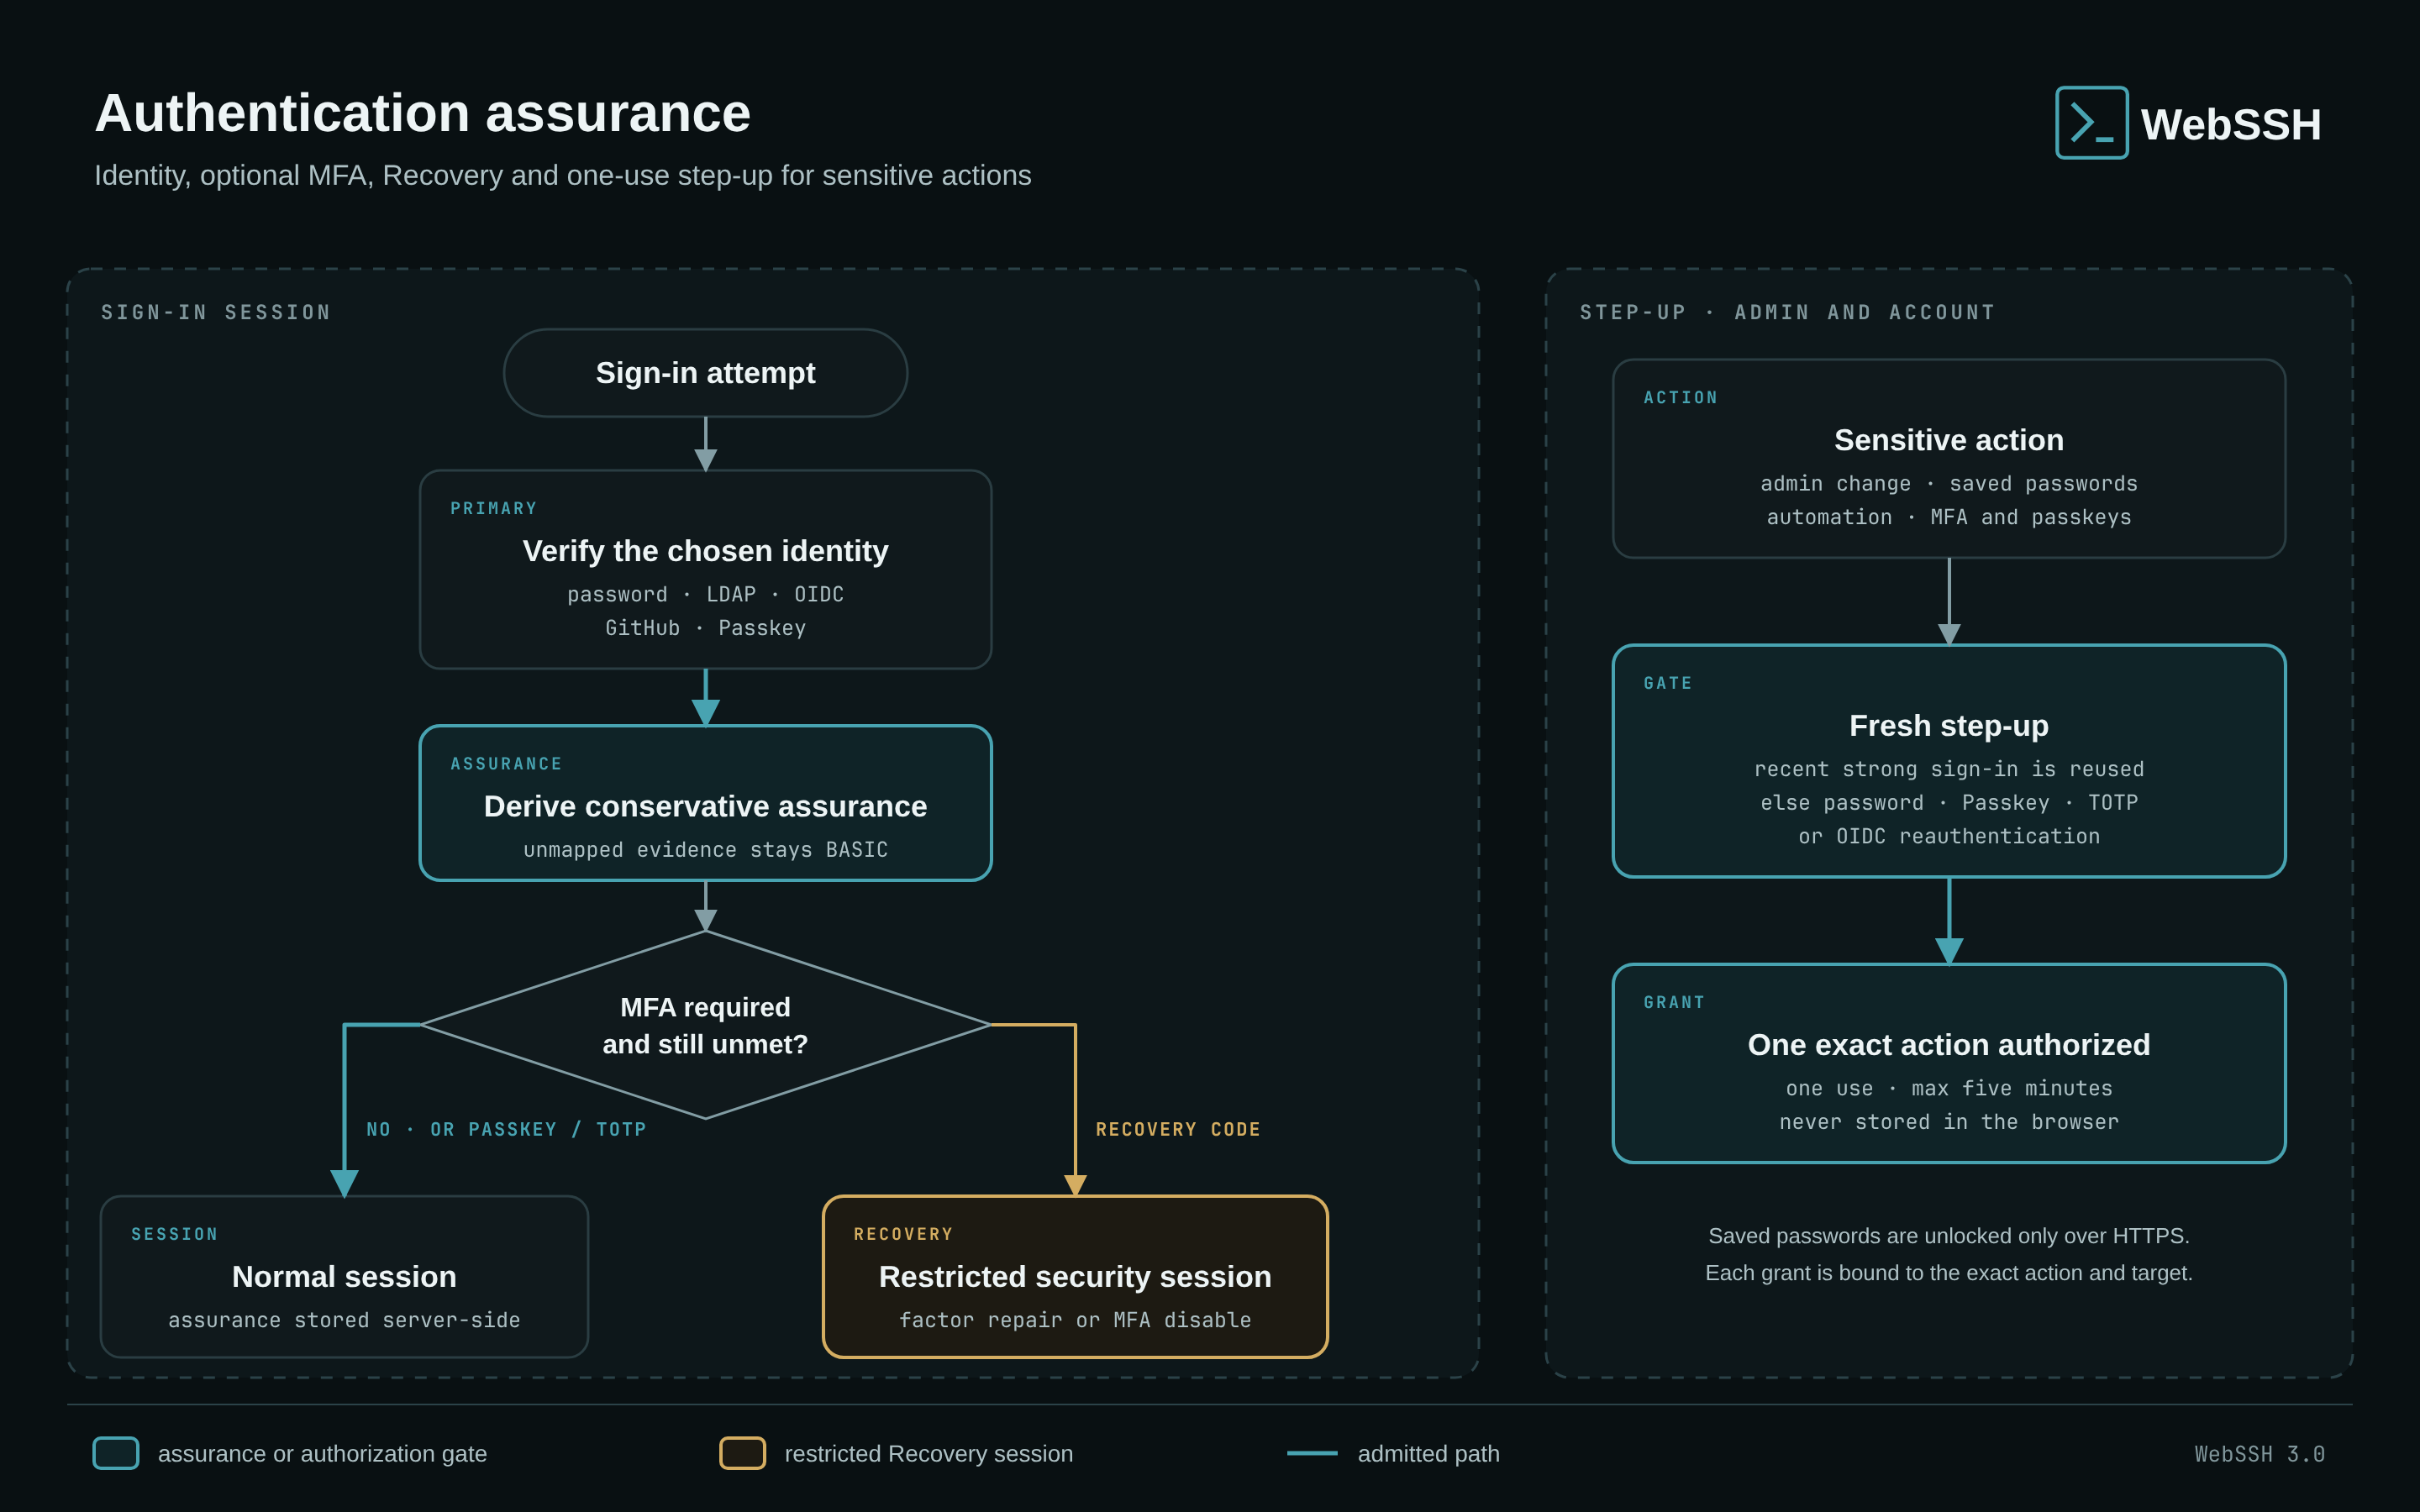 Authentication assurance
Identity, optional MFA, Recovery and one-use step-up for sensitive actions
WebSSH
SIGN-IN SESSION
Sign-in attempt
PRIMARY
Verify the chosen identity
password · LDAP · OIDC
GitHub · Passkey
ASSURANCE
Derive conservative assurance
unmapped evidence stays BASIC
MFA required
and still unmet?
NO · OR PASSKEY / TOTP
RECOVERY CODE
SESSION
Normal session
assurance stored server-side
RECOVERY
Restricted security session
factor repair or MFA disable
STEP-UP · ADMIN AND ACCOUNT
ACTION
Sensitive action
admin change · saved passwords
automation · MFA and passkeys
GATE
Fresh step-up
recent strong sign-in is reused
else password · Passkey · TOTP
or OIDC reauthentication
GRANT
One exact action authorized
one use · max five minutes
never stored in the browser
Saved passwords are unlocked only over HTTPS.
Each grant is bound to the exact action and target.
assurance or authorization gate
restricted Recovery session
admitted path
WebSSH 3.0